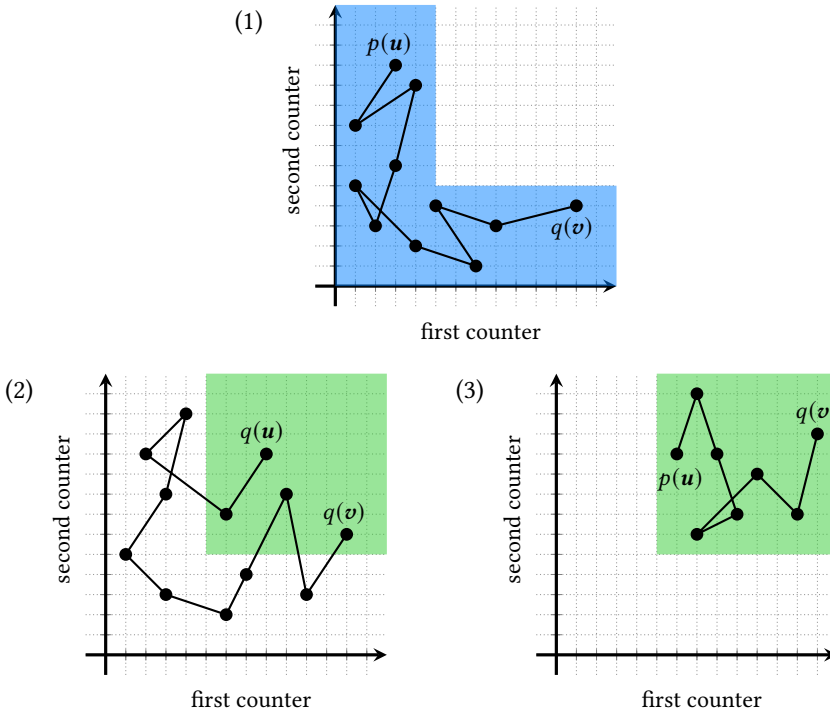 (1)
p(u)
second counter
q(v)
first counter
(2)
q(u)
second counter
q(v)
first counter
(3)
q(v
p(u)
second counter
first counter